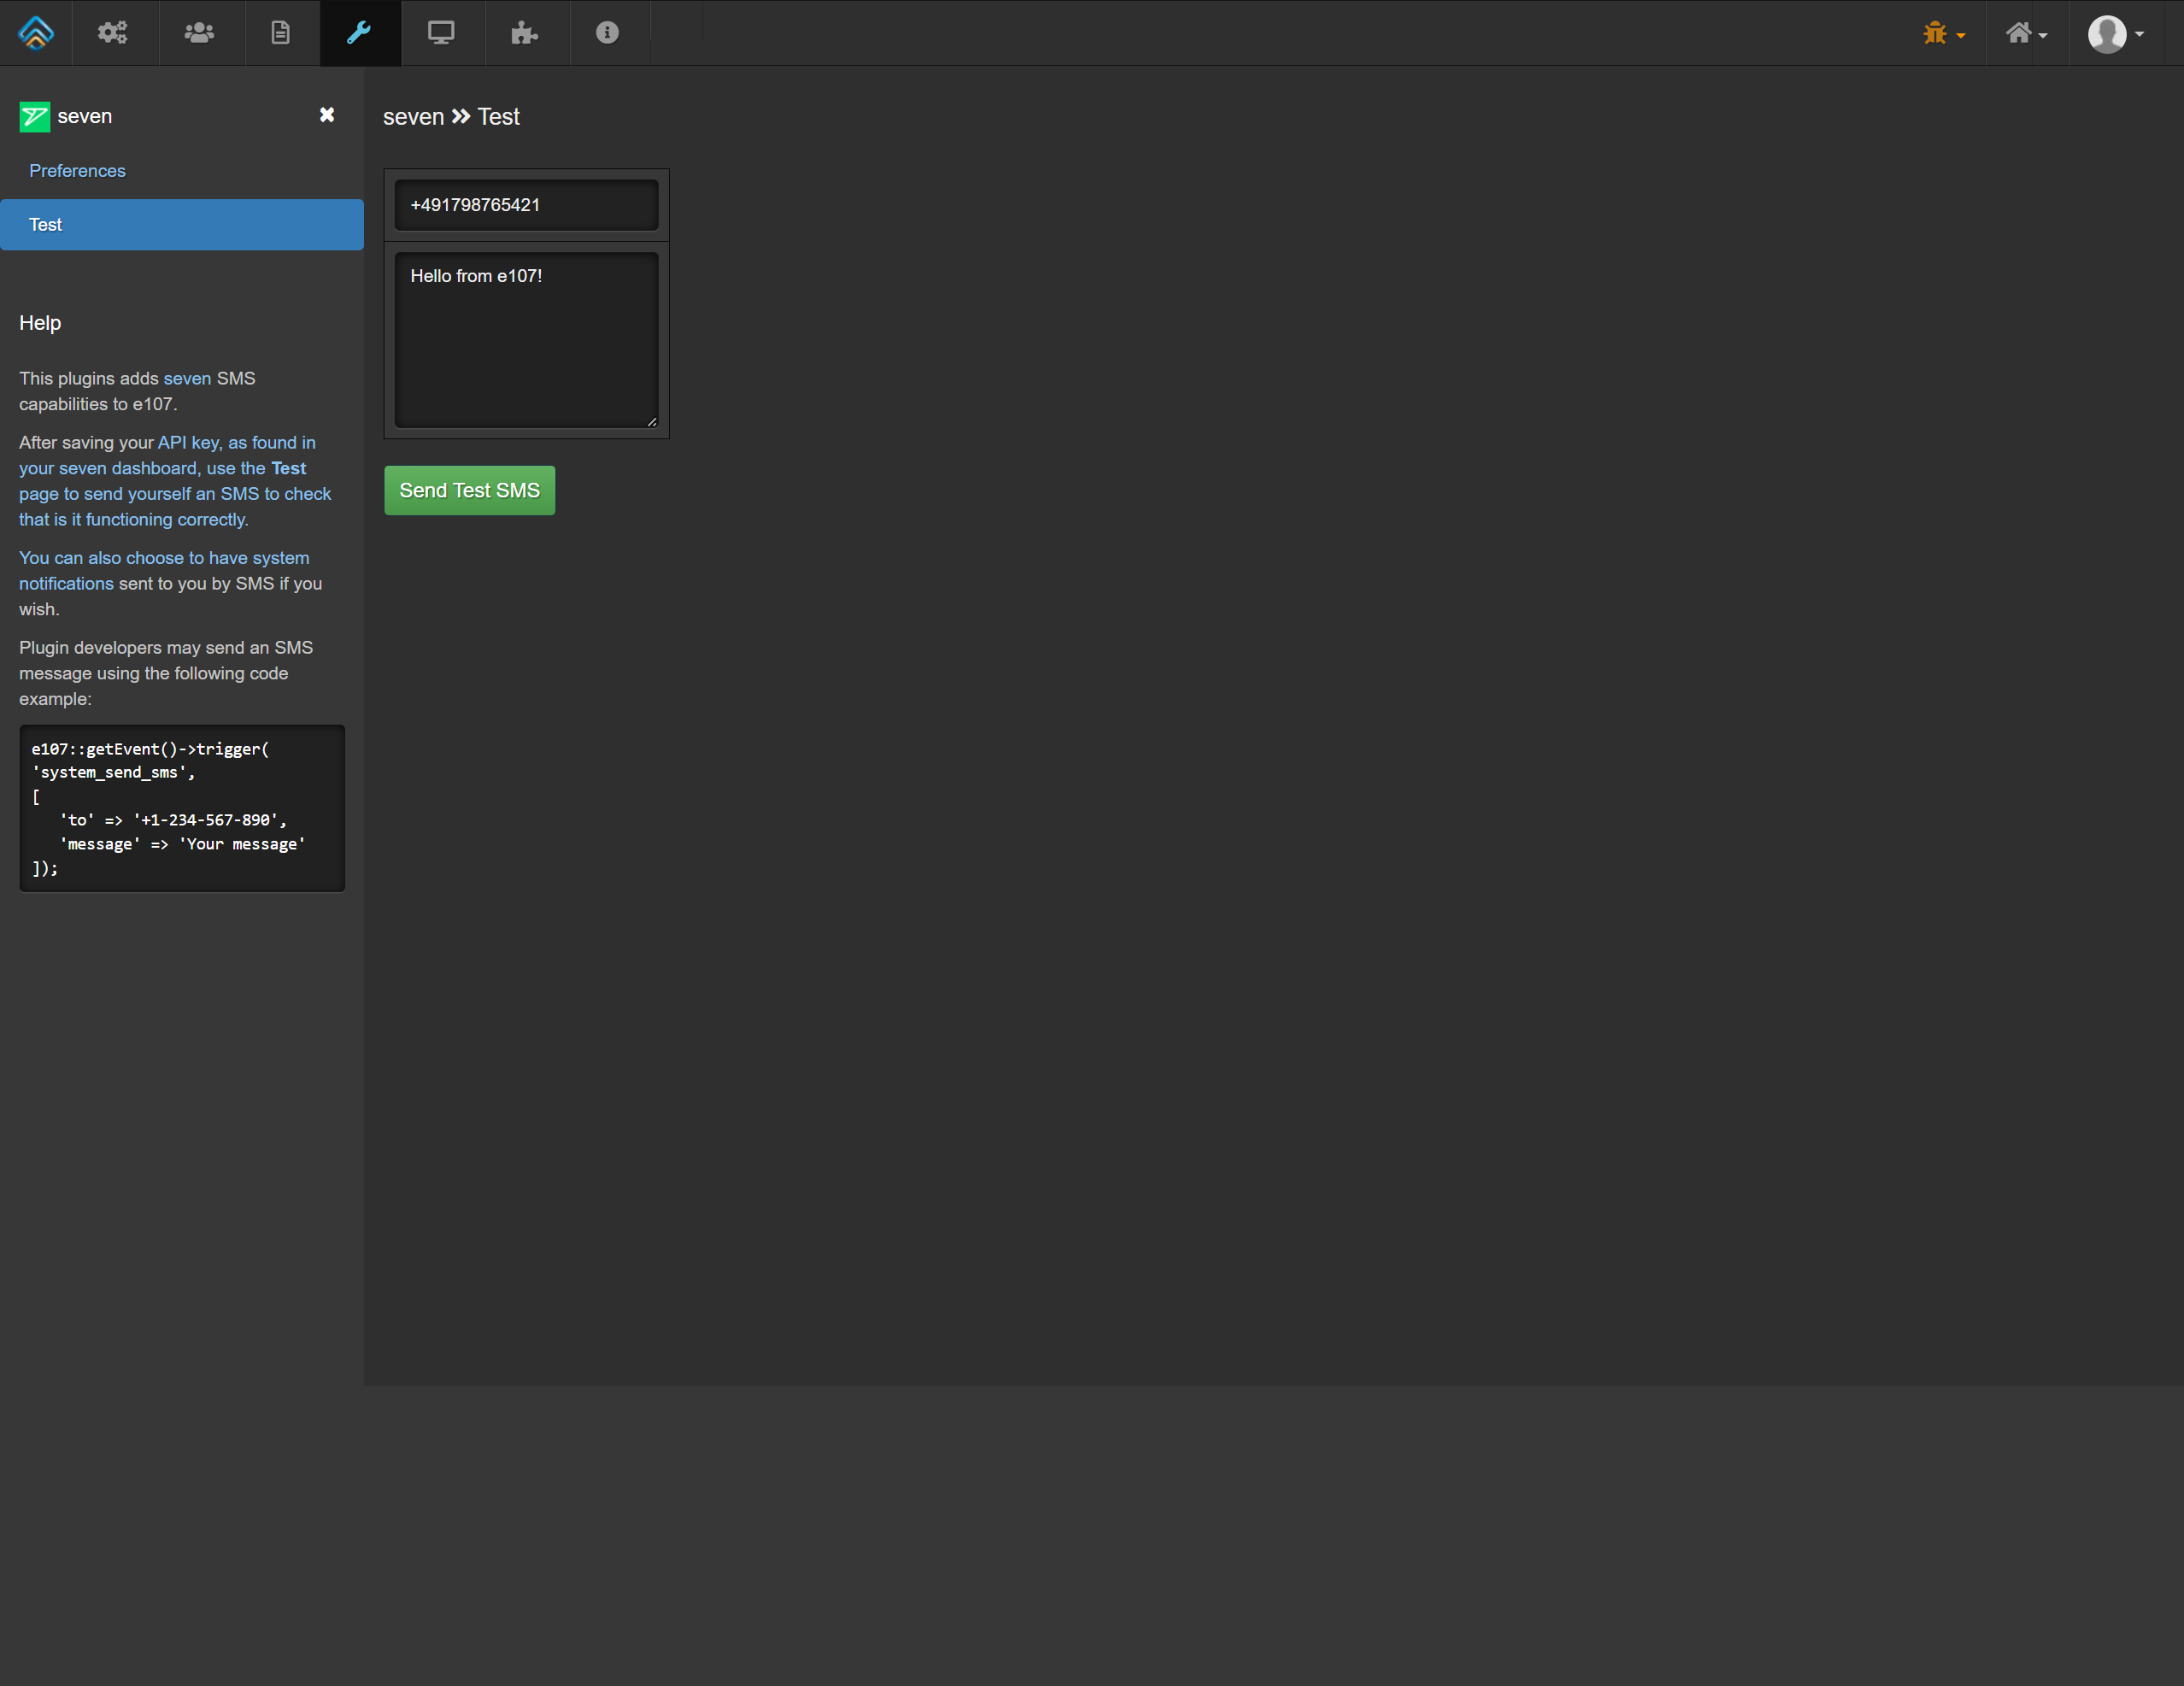 seven
Preferences
Test
Help
This plugins adds seven SMS
capabilities to e107.
After saving your API key, as found in
your seven dashboard, use the Test
page to send yourself an SMS to check
that is it functioning correctly.
You can also choose to have system
notifications sent to you by SMS if you
wish.
Plugin developers may send an SMS
message using the following code
example:
e107::getEvent()->trigger(
'system_send_sms',
[
   'to' => '+1-234-567-890',
   'message' => 'Your message'
]);
seven » Test
+491798765421
Hello from e107!
Send Test SMS